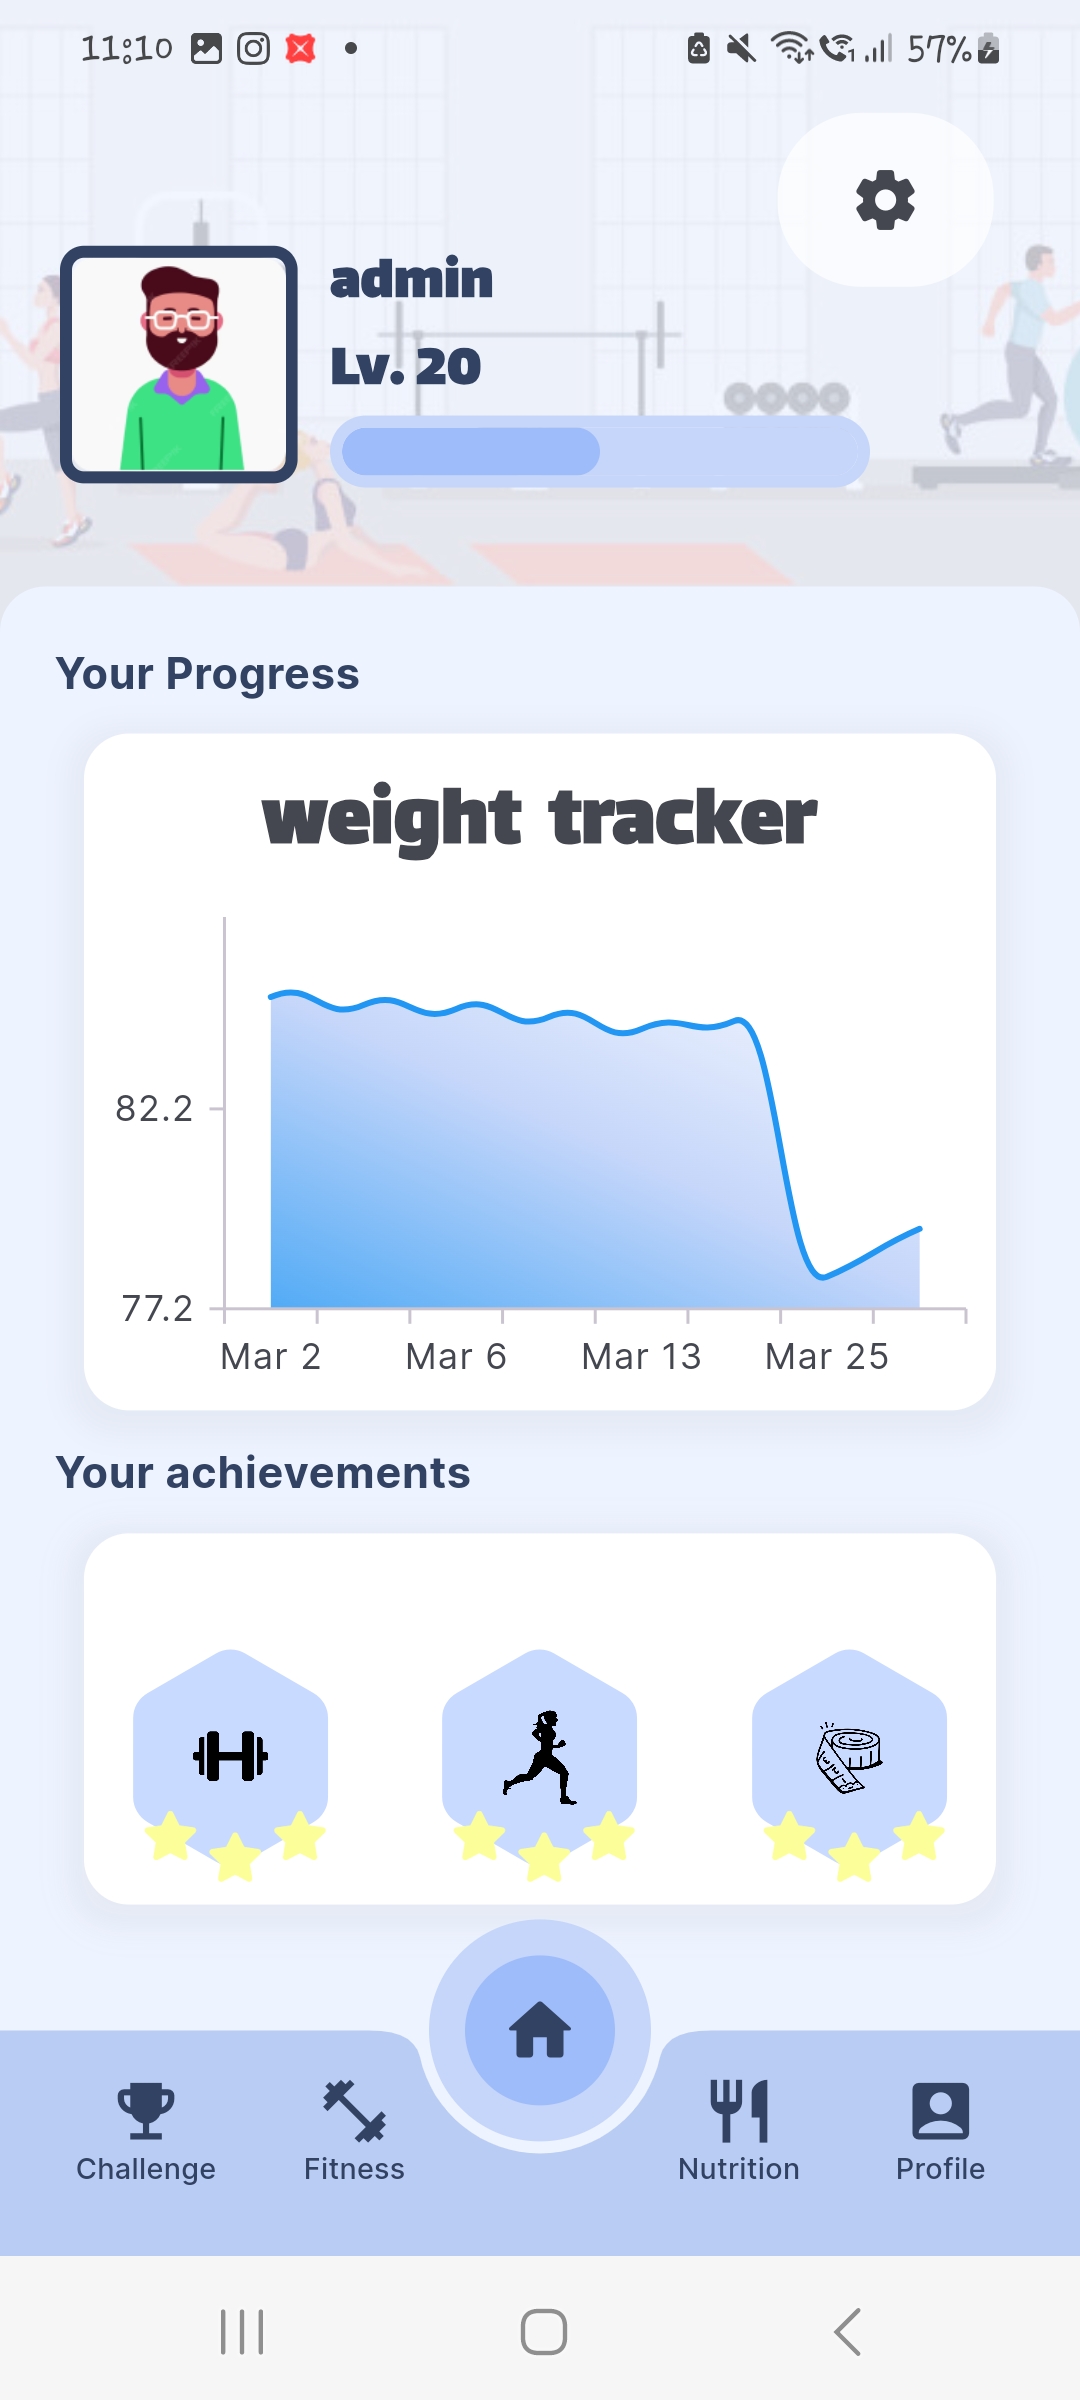 11:10 57%
admin
Lv. 20
Your Progress
weight tracker
82.2
77.2
Mar 2 Mar 6 Mar 13 Mar 25
Your achievements
Challenge Fitness Nutrition Profile